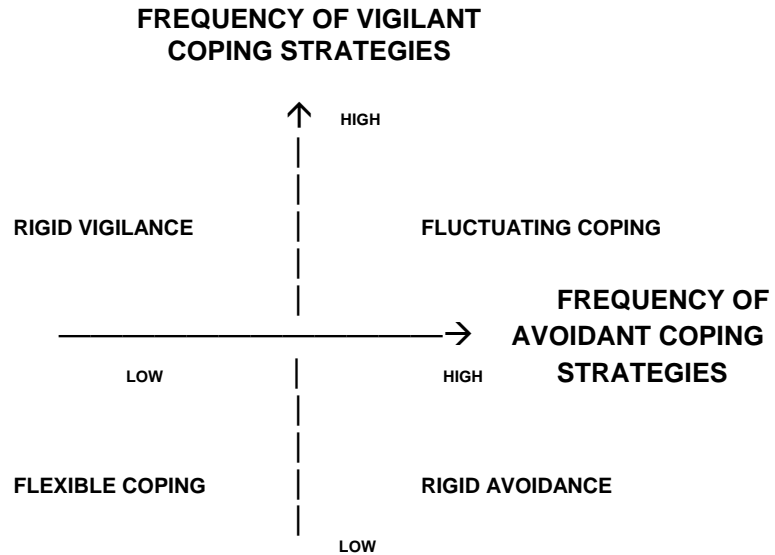 FREQUENCY OF VIGILANT
COPING STRATEGIES
HIGH
RIGID VIGILANCE
FLUCTUATING COPING
FREQUENCY OF
AVOIDANT COPING
STRATEGIES
LOW
HIGH
FLEXIBLE COPING
RIGID AVOIDANCE
LOW